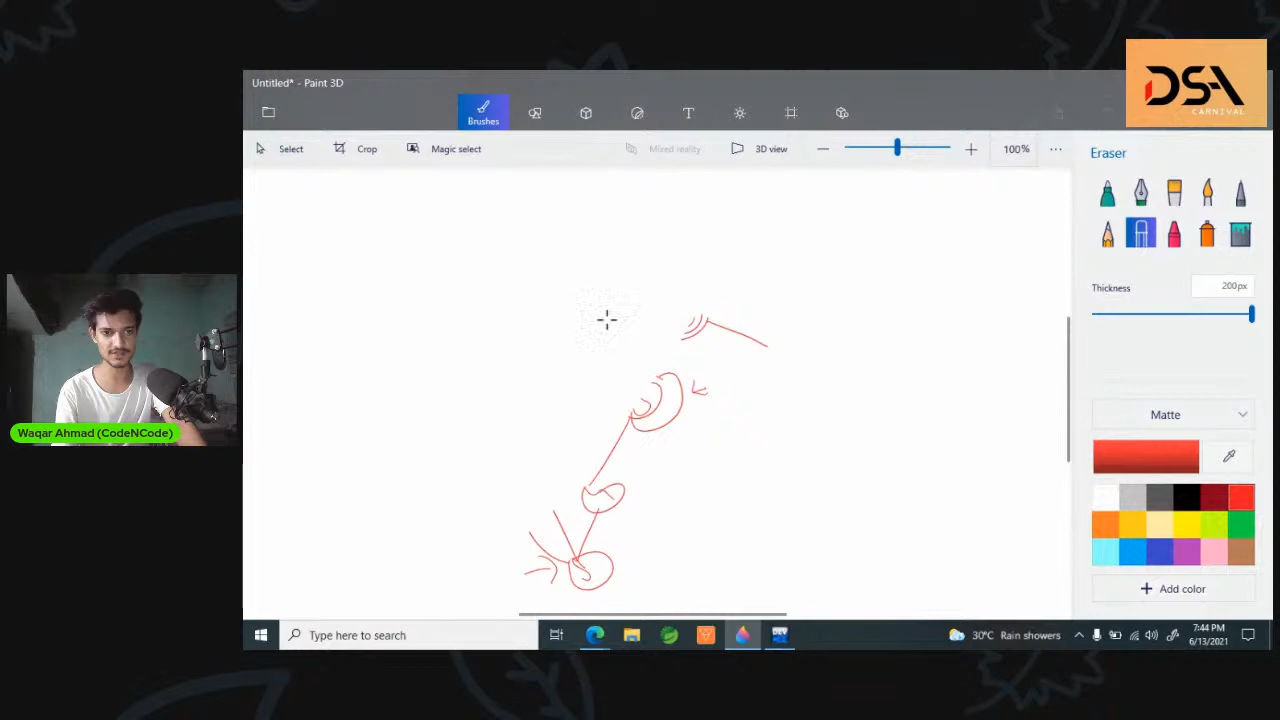 DSA
CARNIVAL
Untitled* - Paint 3D
Brushes
Select
Crop
Magic select
Mixed reality
3D view
100%
Eraser
Thickness
200px
Waqar Ahmad (CodeNCode)
Matte
Add color
Type here to search
DEV
30°C Rain showers
7:44 PM
6/13/2021